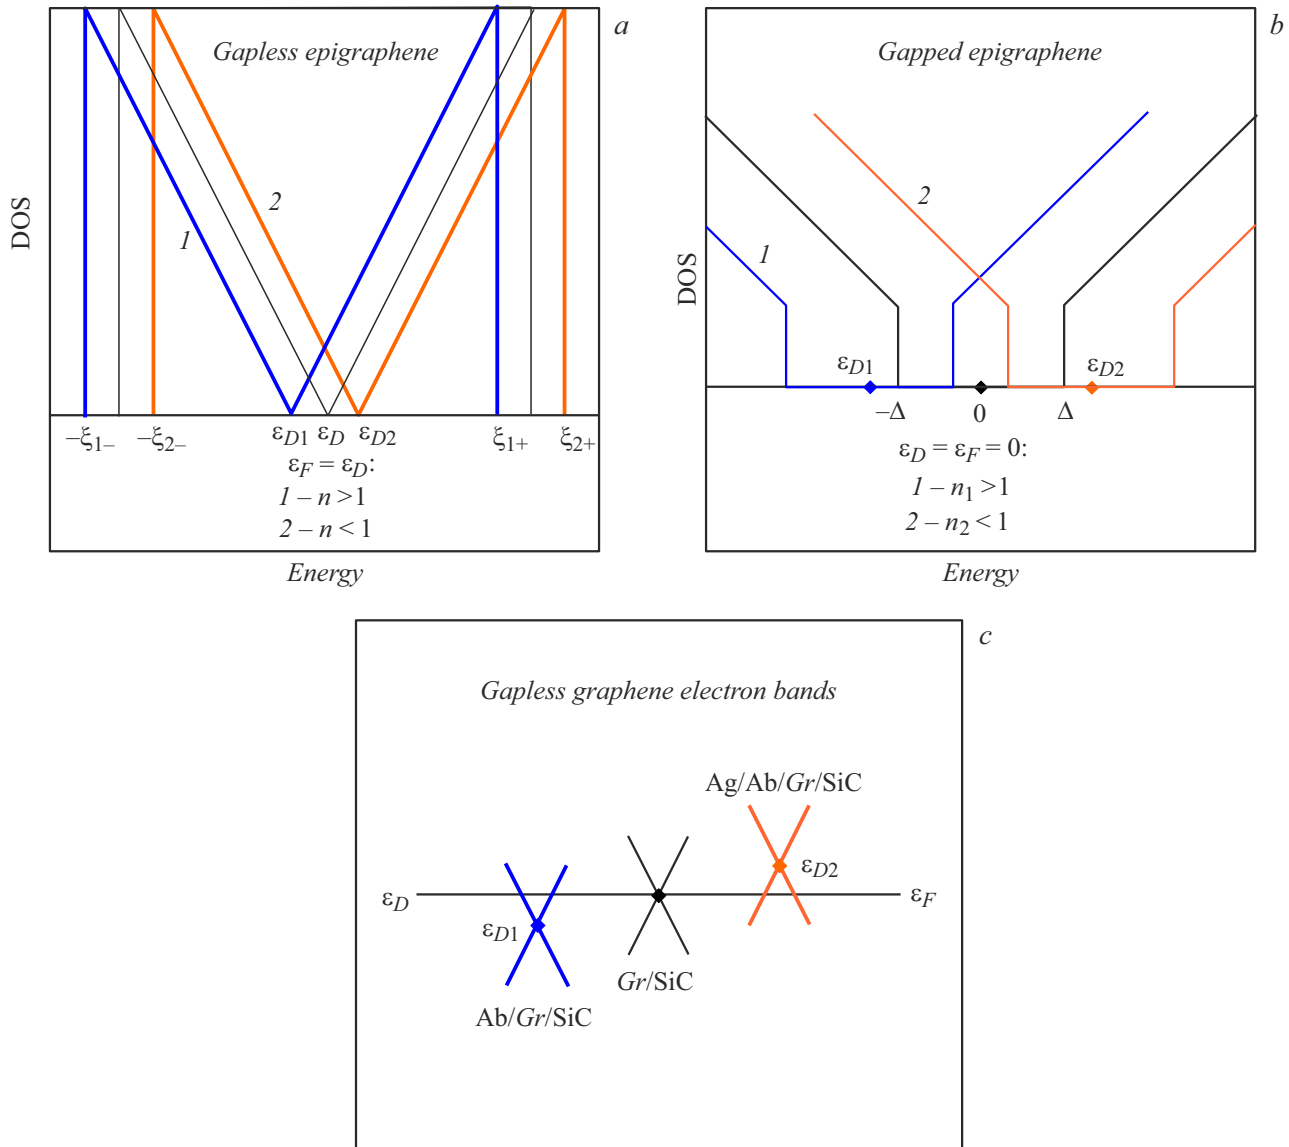 a
Gapless epigraphene
2
1
DOS
–ξ1–
–ξ2–
εD1
εD
εD2
ξ1+
ξ2+
εF = εD:
1 – n >1
2 – n < 1
Energy
b
Gapped epigraphene
2
1
DOS
εD1
εD2
–Δ
0
Δ
εD = εF = 0:
1 – n1 >1
2 – n2 < 1
Energy
c
Gapless graphene electron bands
Ag/Ab/Gr/SiC
εD2
εD
εF
εD1
Gr/SiC
Ab/Gr/SiC